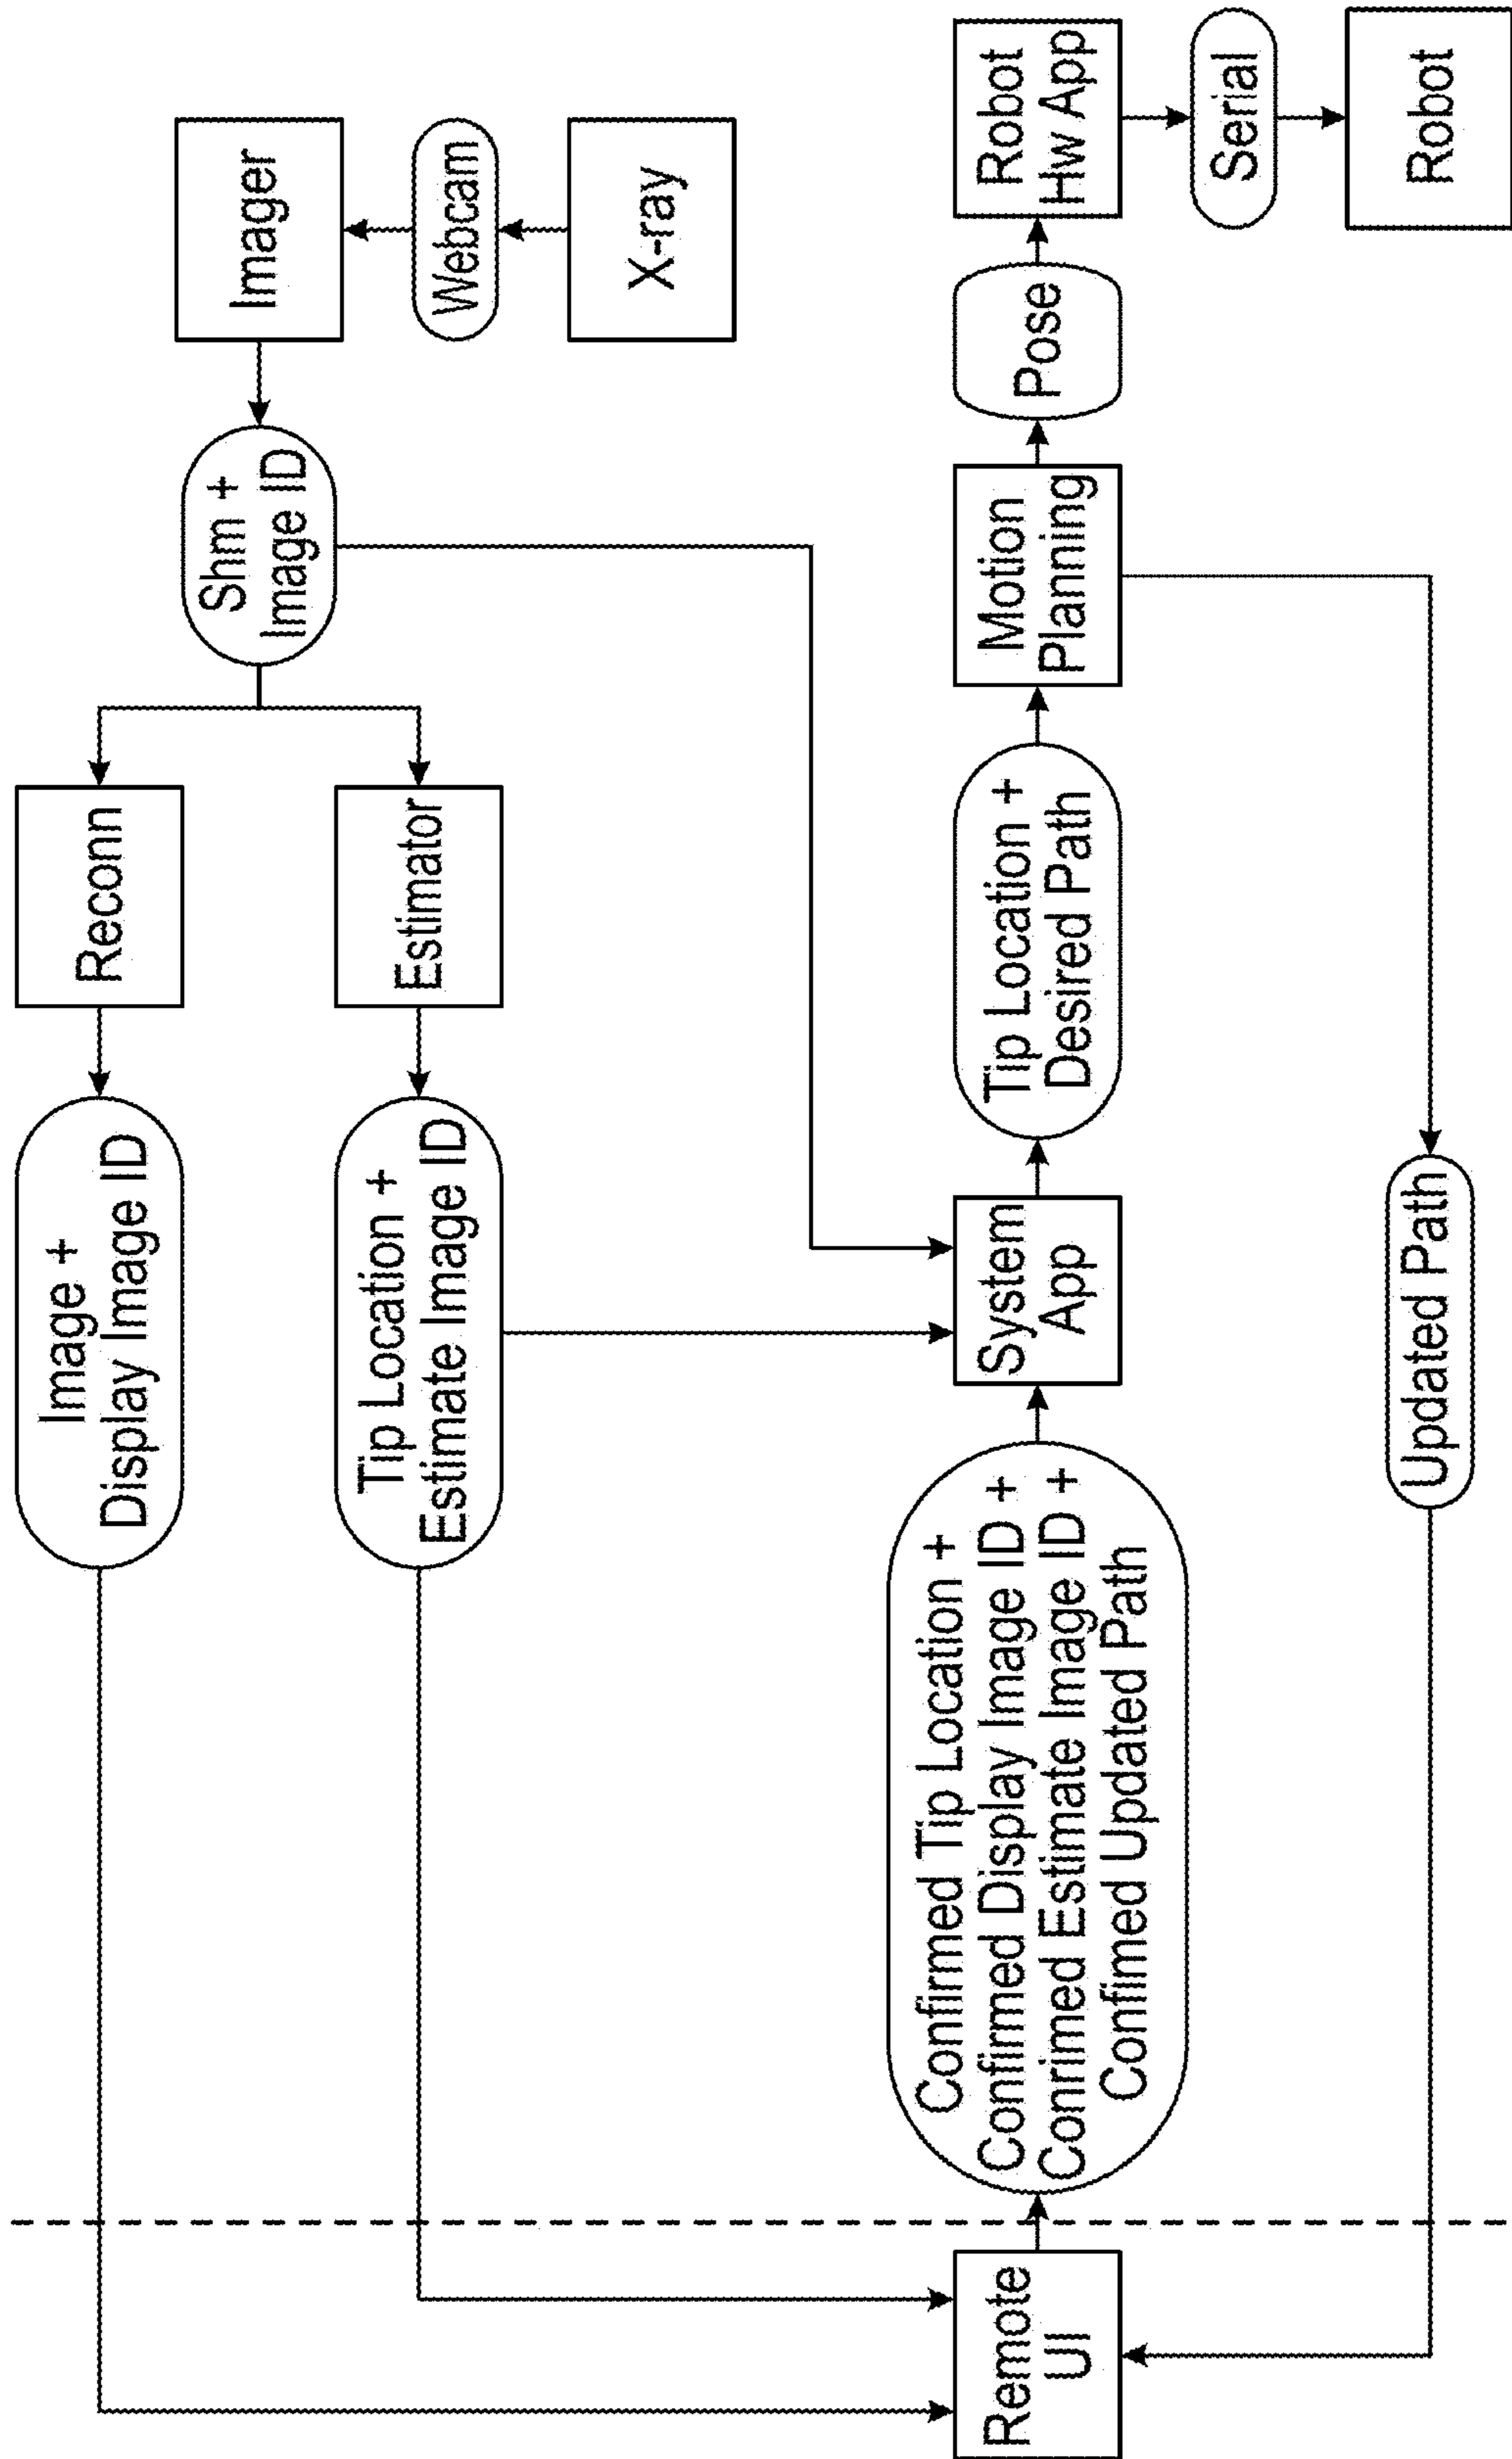 Image +
Display Image ID
Reconn
Shm +
Image ID
Imager
Tip Location +
Estimate Image ID
Estimator
Webcam
X-ray
Remote
UI
Confirmed Tip Location +
Confirmed Display Image ID +
Conrimed Estimate Image ID +
Confimed Updated Path
System
App
Tip Location +
Desired Path
Motion
Planning
Pose
Robot
Hw App
Serial
Updated Path
Robot